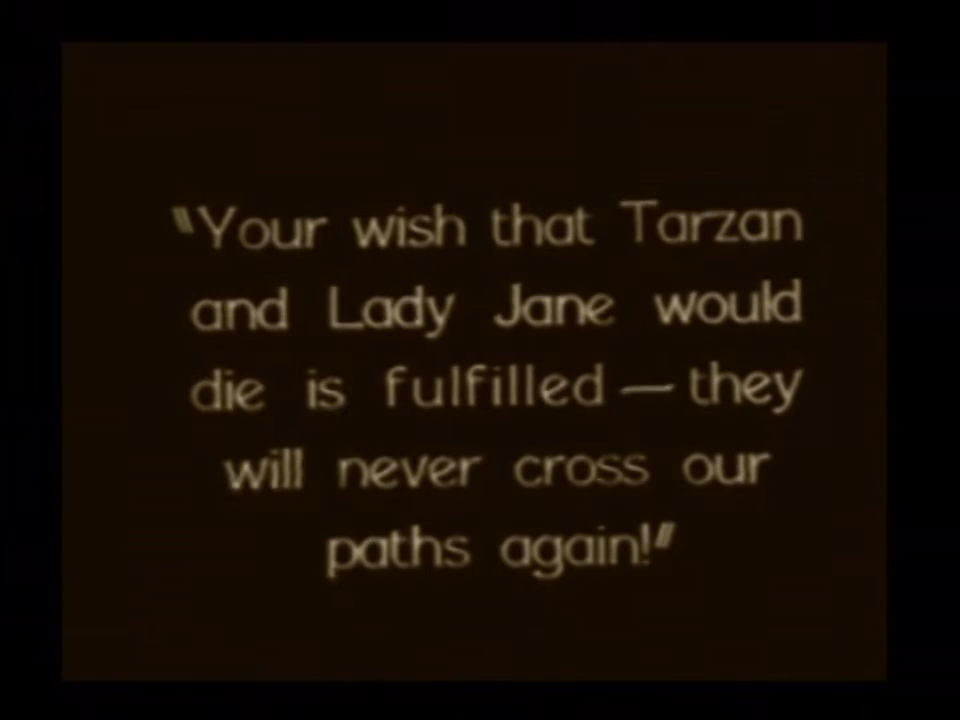 "Your wish that Tarzan
and Lady Jane would
die is fulfilled — they
will never cross our
paths again!"